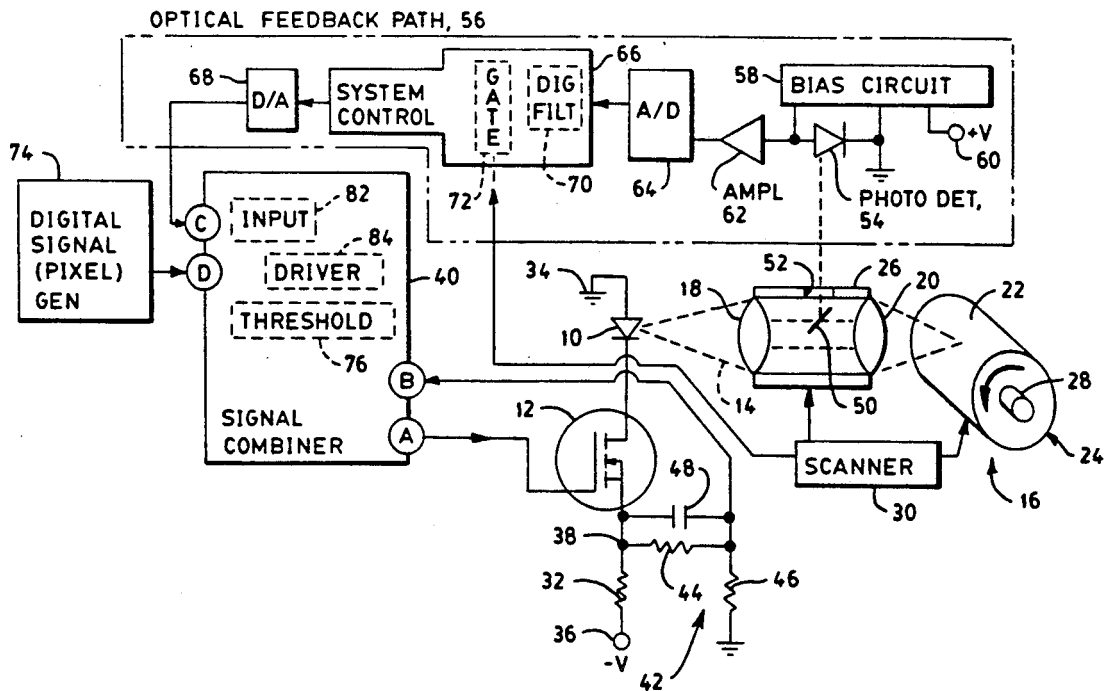 OPTICAL FEEDBACK PATH, 56
68
D/A
SYSTEM
CONTROL
GATE
72
DIG
FILT
70
66
A/D
64
AMPL
62
58
BIAS CIRCUIT
+V
60
PHOTO DET,
54
74
DIGITAL
SIGNAL
(PIXEL)
GEN
C
D
INPUT
82
84
DRIVER
THRESHOLD
76
40
B
A
SIGNAL
COMBINER
34
10
12
14
18
52
26
20
50
22
28
24
16
SCANNER
30
48
38
44
46
32
36
-V
42